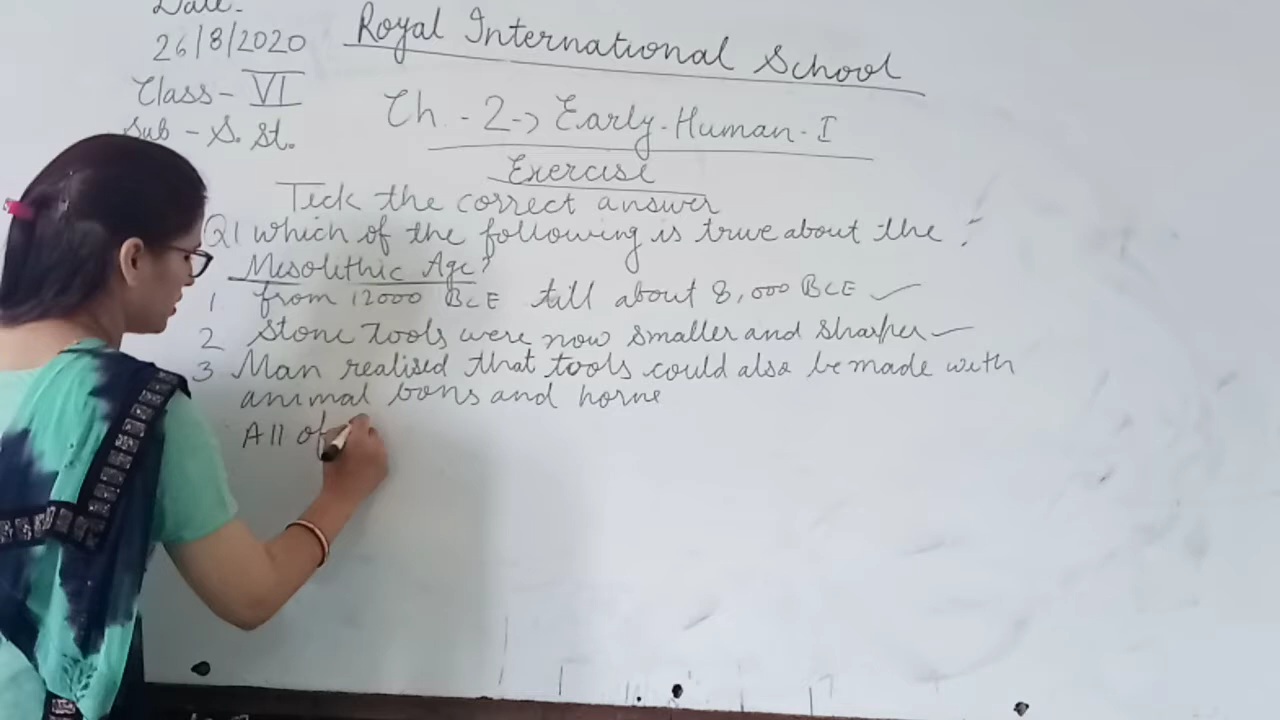 Date-
26/8/2020
Royal International School
Class- VI
Ch - 2-> Early-Human-I
Sub - S. St.
Exercise
Tick the correct answer
Q1 which of the following is true about the :
Mesolithic Age?
1 from 12000 BCE till about 8,000 BCE ✓
2 Stone tools were now smaller and sharper ✓
3 Man realised that tools could also be made with
animal bons and horne
All of